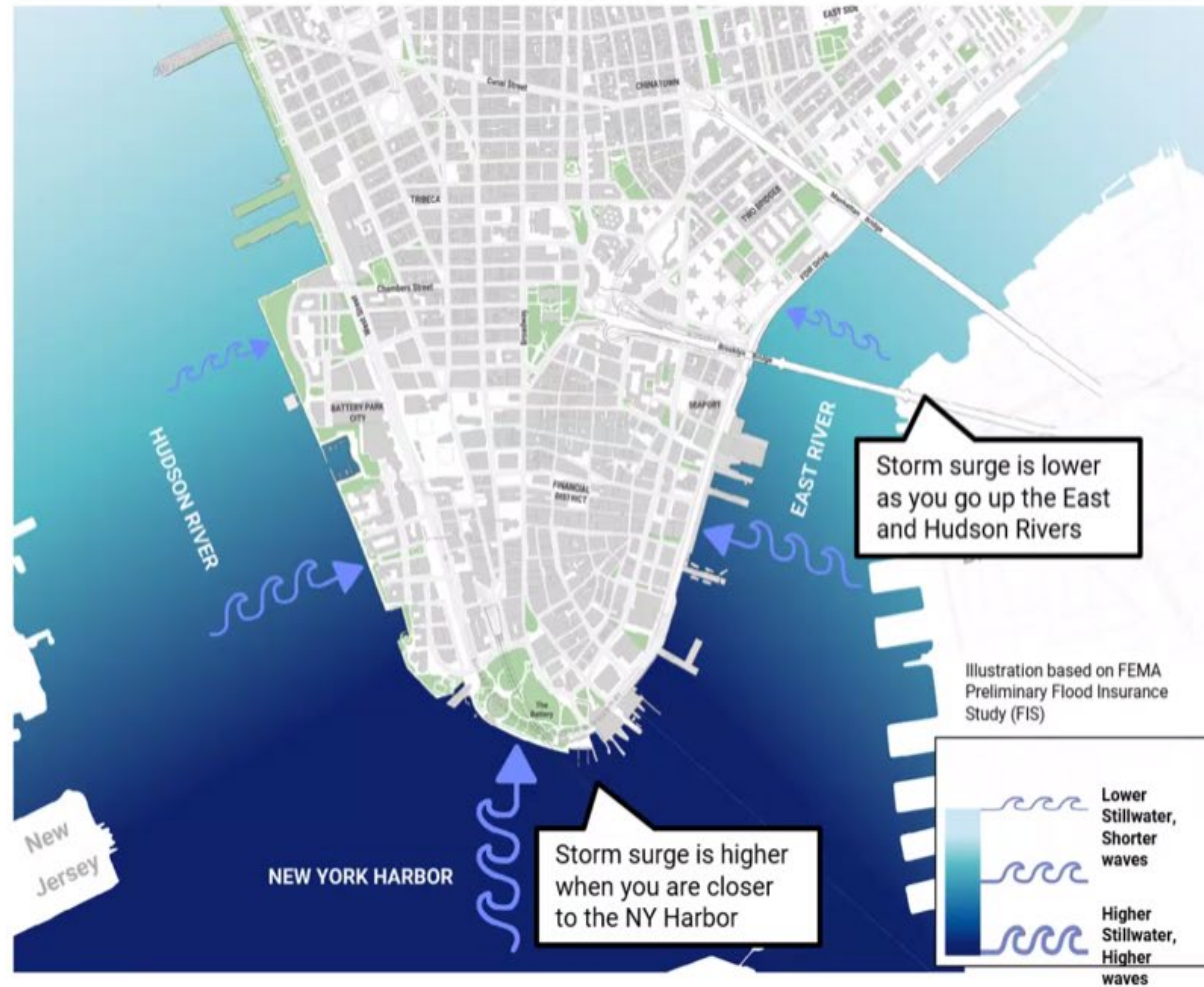 EAST SIDE
Canal Street
CHINATOWN
TRIBECA
TWO BRIDGES
Manhattan Bridge
FDR DRIVE
Chambers Street
West Street
Broadway
Brooklyn Bridge
BATTERY PARK
CITY
SEAPORT
HUDSON RIVER
EAST RIVER
Storm surge is lower
as you go up the East
and Hudson Rivers
FINANCIAL
DISTRICT
Illustration based on FEMA
Preliminary Flood Insurance
Study (FIS)
The
Battery
New
Jersey
NEW YORK HARBOR
Storm surge is higher
when you are closer
to the NY Harbor
Lower
Stillwater,
Shorter
waves
Higher
Stillwater,
Higher
waves